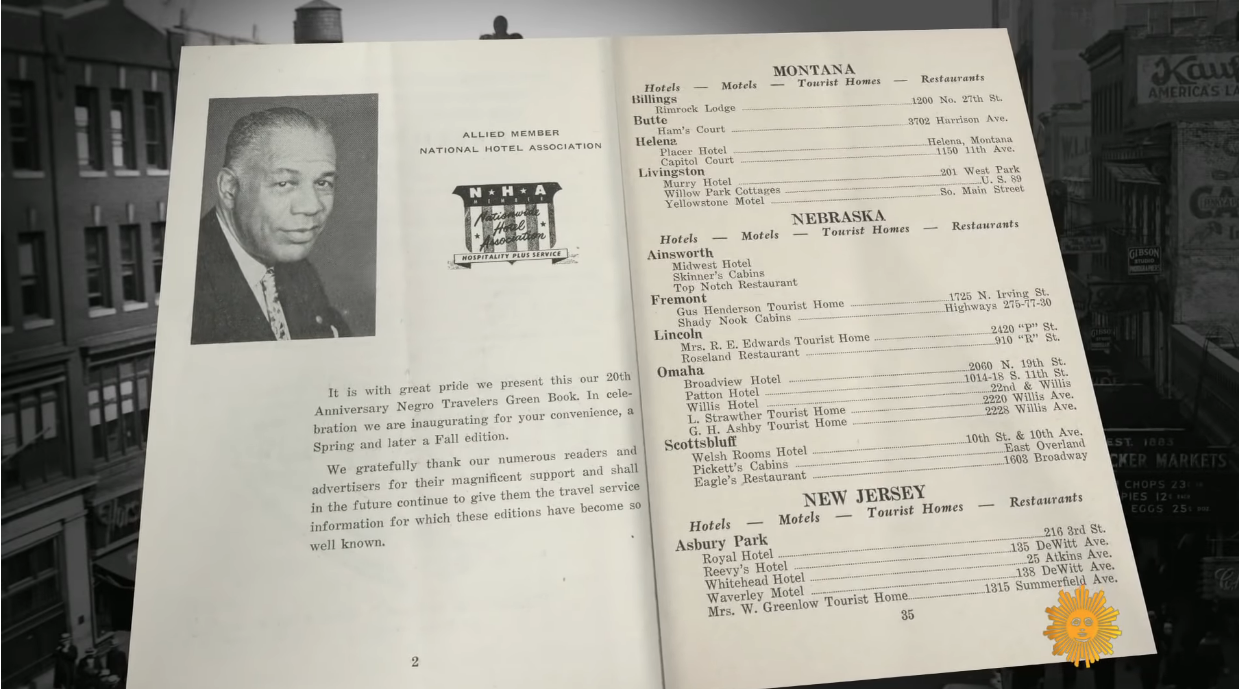 ALLIED MEMBER
NATIONAL HOTEL ASSOCIATION
N ★ H ★ A
Nationwide
Hotel
Association
HOSPITALITY PLUS SERVICE
It is with great pride we present this our 20th
Anniversary Negro Travelers Green Book. In cele-
bration we are inaugurating for your convenience, a
Spring and later a Fall edition.
We gratefully thank our numerous readers and
advertisers for their magnificent support and shall
in the future continue to give them the travel service
information for which these editions have become so
well known.
2
MONTANA
Hotels — Motels — Tourist Homes — Restaurants
Billings
Rimrock Lodge 1200 No. 27th St.
Butte
Ham's Court 3702 Harrison Ave.
Helena
Placer Hotel Helena, Montana
Capitol Court 1150 11th Ave.
Livingston
Murry Hotel 201 West Park
Willow Park Cottages U. S. 89
Yellowstone Motel So. Main Street
NEBRASKA
Hotels — Motels — Tourist Homes — Restaurants
Ainsworth
Midwest Hotel
Skinner's Cabins
Top Notch Restaurant
Fremont
Gus Henderson Tourist Home 1725 N. Irving St.
Shady Nook Cabins Highways 275-77-30
Lincoln
Mrs. R. E. Edwards Tourist Home 2420 "P" St.
Roseland Restaurant 910 "R" St.
Omaha
Broadview Hotel 2060 N. 19th St.
Patton Hotel 1014-18 S. 11th St.
Willis Hotel 22nd & Willis
L. Strawther Tourist Home 2220 Willis Ave.
G. H. Ashby Tourist Home 2228 Willis Ave.
Scottsbluff
Welsh Rooms Hotel 10th St. & 10th Ave.
Pickett's Cabins East Overland
Eagle's Restaurant 1603 Broadway
NEW JERSEY
Hotels — Motels — Tourist Homes — Restaurants
Asbury Park
Royal Hotel 216 3rd St.
Reevy's Hotel 135 DeWitt Ave.
Whitehead Hotel 25 Atkins Ave.
Waverley Motel 138 DeWitt Ave.
Mrs. W. Greenlow Tourist Home 1315 Summerfield Ave.
35
AMERICA'S
GIBSON
EST. 1883
MARKETS
CHOPS 23¢
PIES 12¢
EGGS 25¢